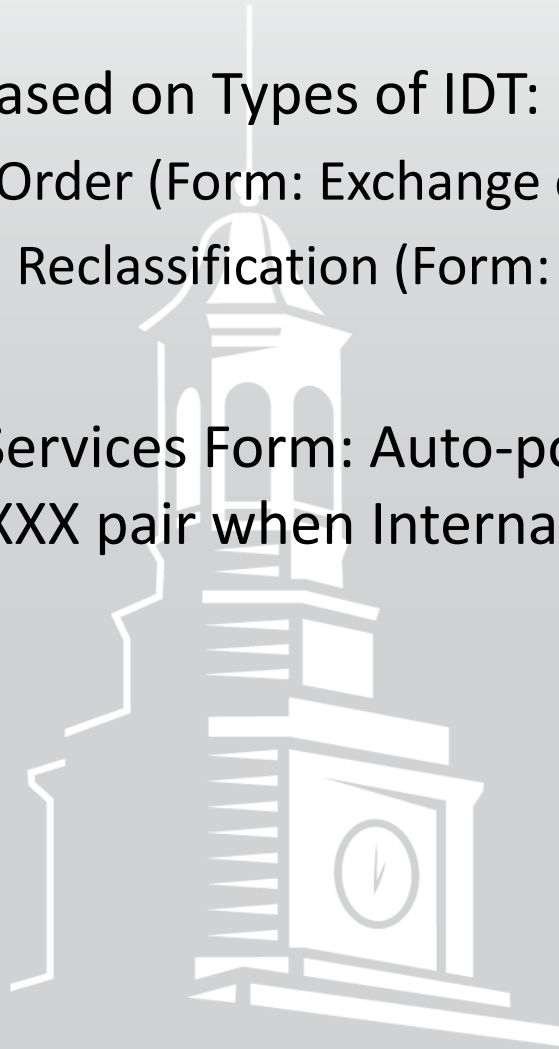 ased on Types of IDT:
Order (Form: Exchange
Reclassification (Form:
Services Form: Auto-po
XXX pair when Interna